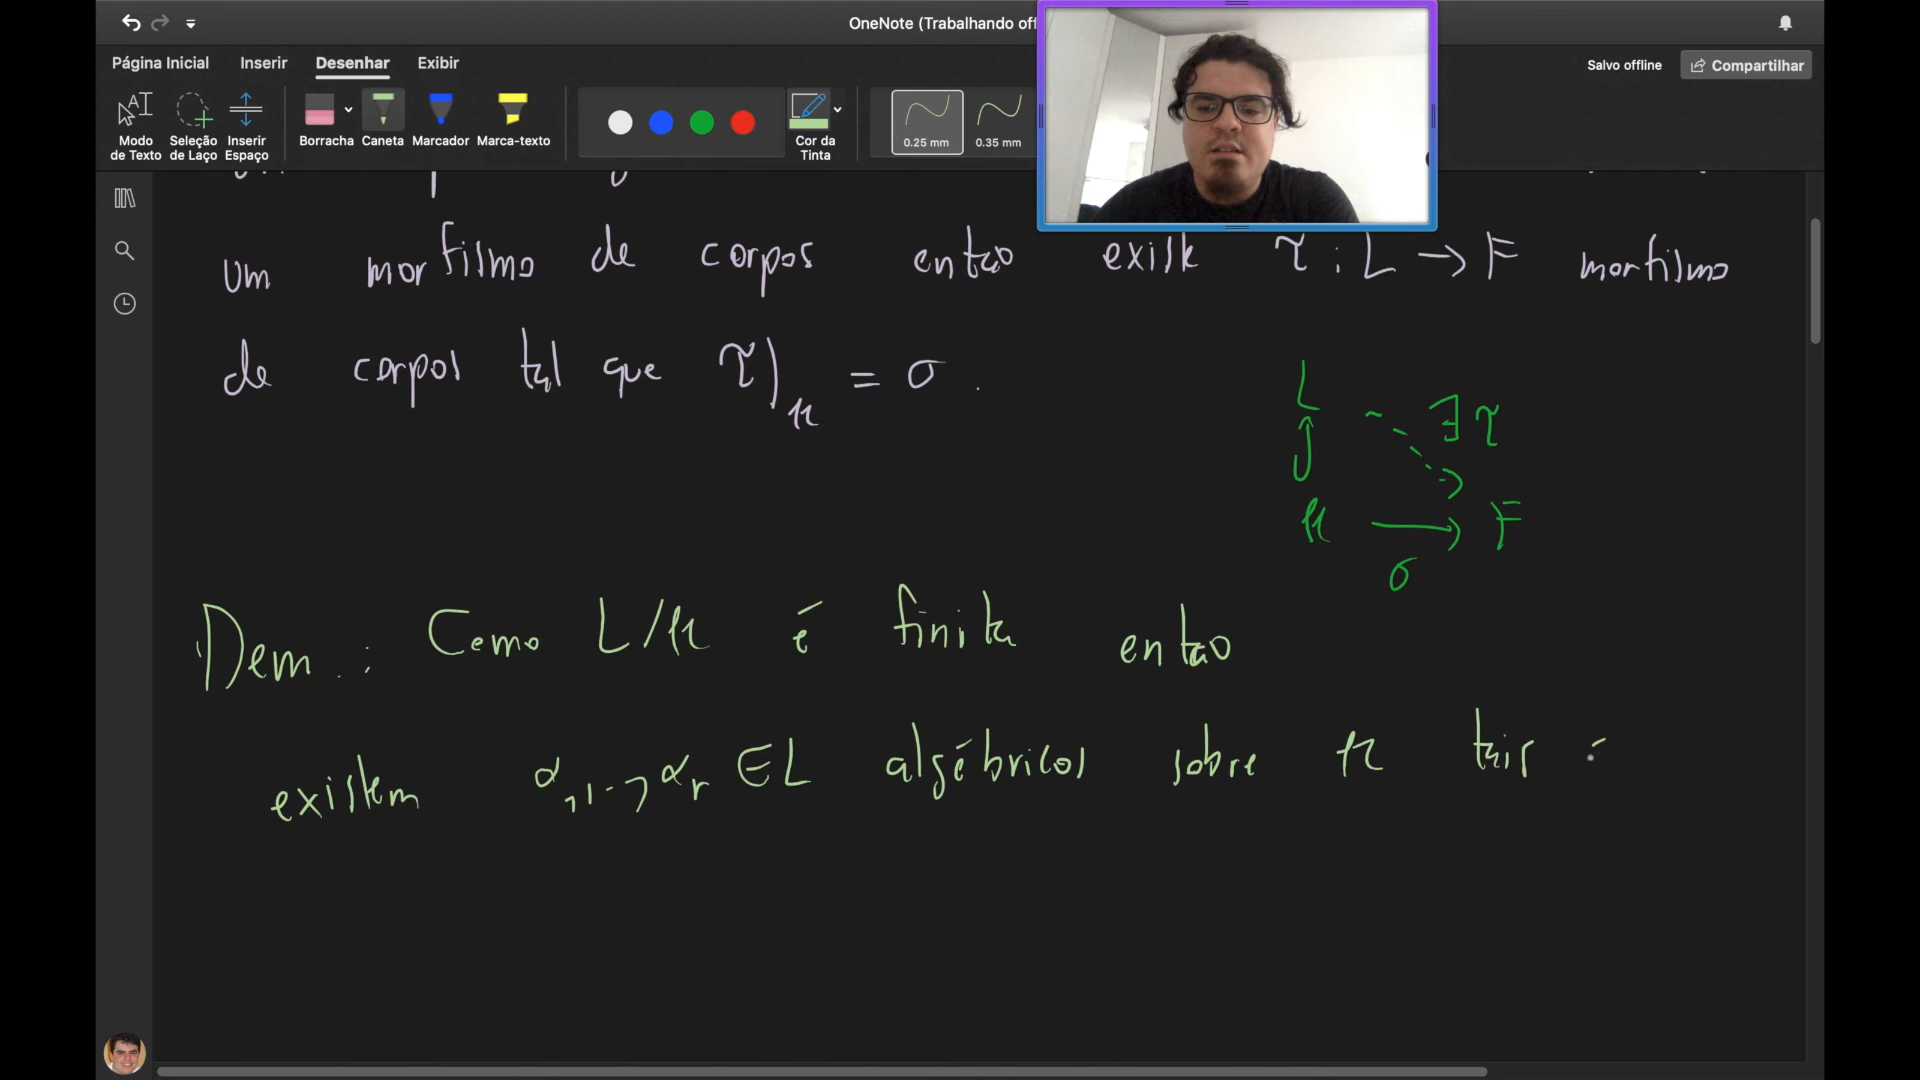 OneNote (Trabalhando off
Página Inicial Inserir Desenhar Exibir
Salvo offline Compartilhar
Modo de Texto
Seleção de Laço
Inserir Espaço
Borracha Caneta Marcador Marca-texto
Cor da Tinta
0.25 mm 0.35 mm
um morfismo de corpos entao existe τ : L → F morfismo
de corpos tal que τ|k = σ .
L ∃ τ
k → F
σ
Dem.: Como L/k é finita entao
existem α1,..,αr ∈ L algébricos sobre k tais